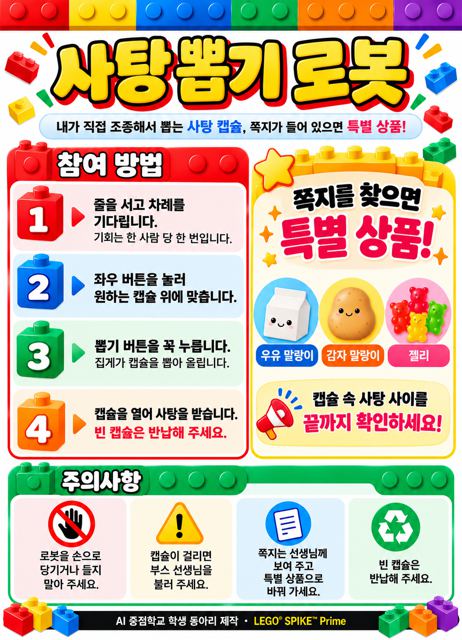 사탕 뽑기 로봇
내가 직접 조종해서 뽑는 사탕 캡슐, 쪽지가 들어 있으면 특별 상품!
참여 방법
1
줄을 서고 차례를
기다립니다.
기회는 한 사람 당 한 번입니다.
2
좌우 버튼을 눌러
원하는 캡슐 위에 맞춥니다.
3
뽑기 버튼을 꼭 누릅니다.
집게가 캡슐을 뽑아 올립니다.
4
캡슐을 열어 사탕을 받습니다.
빈 캡슐은 반납해 주세요.
쪽지를 찾으면
특별 상품!
우유 말랑이
감자 말랑이
젤리
캡슐 속 사탕 사이를
끝까지 확인하세요!
주의사항
로봇을 손으로
당기거나 들지
말아 주세요.
캡슐이 걸리면
부스 선생님을
불러 주세요.
쪽지는 선생님께
보여 주고
특별 상품으로
바꿔 가세요.
빈 캡슐은
반납해 주세요.
AI 중점학교 학생 동아리 제작 • LEGO® SPIKE™ Prime